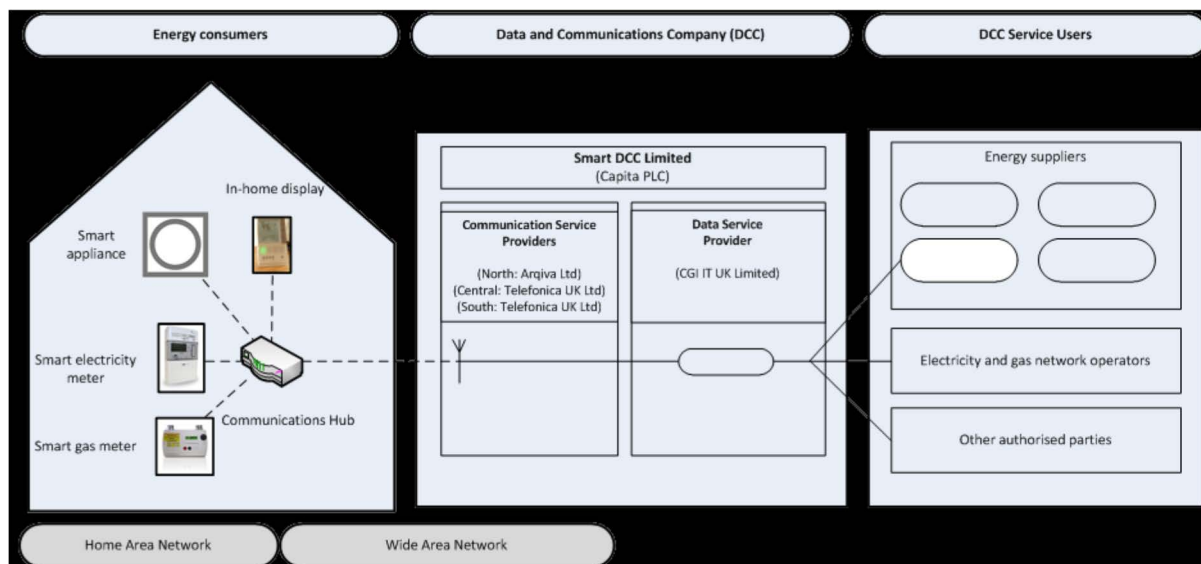 Energy consumers
Data and Communications Company (DCC)
DCC Service Users
In-home display
Smart
appliance
Smart electricity
meter
Communications Hub
Smart gas meter
Smart DCC Limited
(Capita PLC)
Communication Service
Providers
(North: Arqiva Ltd)
(Central: Telefonica UK Ltd)
(South: Telefonica UK Ltd)
Data Service
Provider
(CGI IT UK Limited)
Energy suppliers
Electricity and gas network operators
Other authorised parties
Home Area Network
Wide Area Network